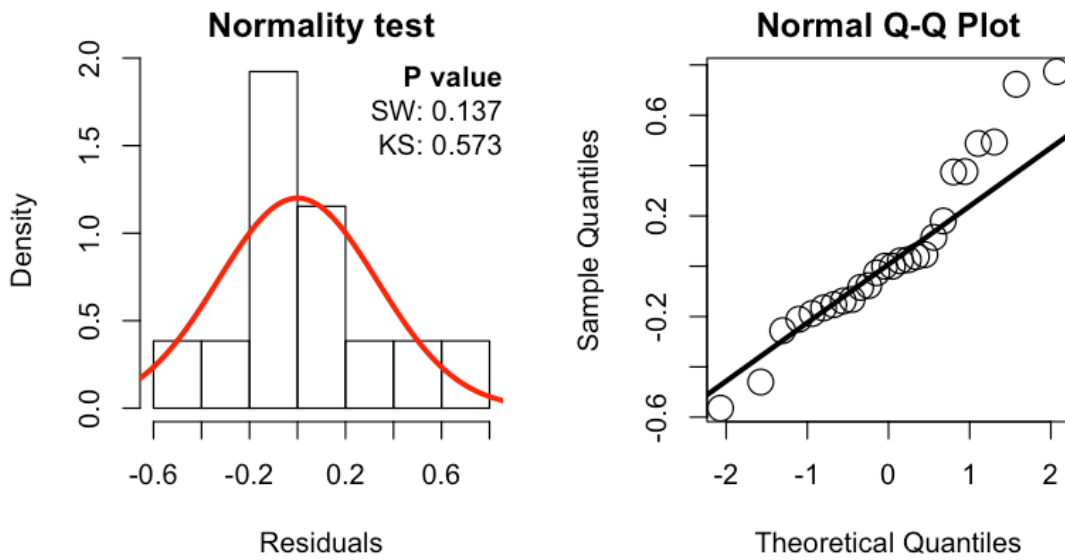 Normality test
P value
SW: 0.137
KS: 0.573
Density
0.0
0.5
1.0
1.5
2.0
-0.6
-0.2
0.2
0.6
Residuals
Normal Q-Q Plot
Sample Quantiles
-0.6
-0.2
0.2
0.6
-2
-1
0
1
2
Theoretical Quantiles